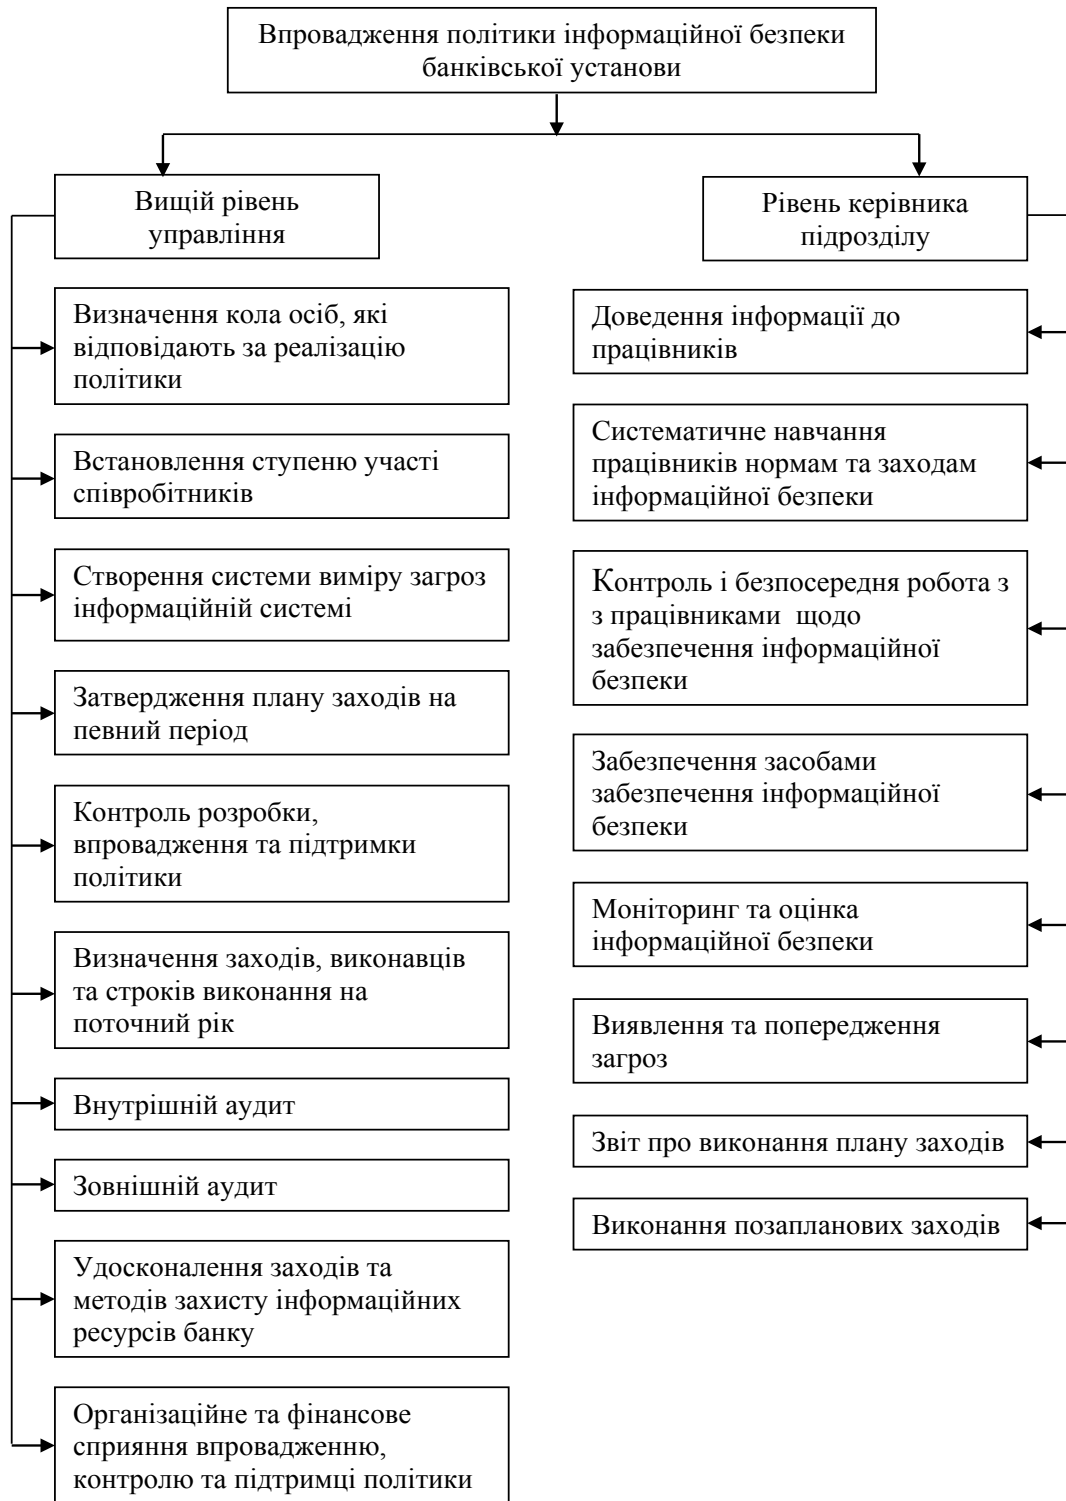 Впровадження політики інформаційної безпеки
банківської установи
Вищій рівень
управління
Рівень керівника
підрозділу
Визначення кола осіб, які
відповідають за реалізацію
політики
Встановлення ступеню участі
співробітників
Створення системи виміру загроз
інформаційній системі
Затвердження плану заходів на
певний період
Контроль розробки,
впровадження та підтримки
політики
Визначення заходів, виконавців
та строків виконання на
поточний рік
Внутрішній аудит
Зовнішній аудит
Удосконалення заходів та
методів захисту інформаційних
ресурсів банку
Організаційне та фінансове
сприяння впровадженню,
контролю та підтримці політики
Доведення інформації до
працівників
Систематичне навчання
працівників нормам та заходам
інформаційної безпеки
Контроль і безпосередня робота з
з працівниками щодо
забезпечення інформаційної
безпеки
Забезпечення засобами
забезпечення інформаційної
безпеки
Моніторинг та оцінка
інформаційної безпеки
Виявлення та попередження
загроз
Звіт про виконання плану заходів
Виконання позапланових заходів